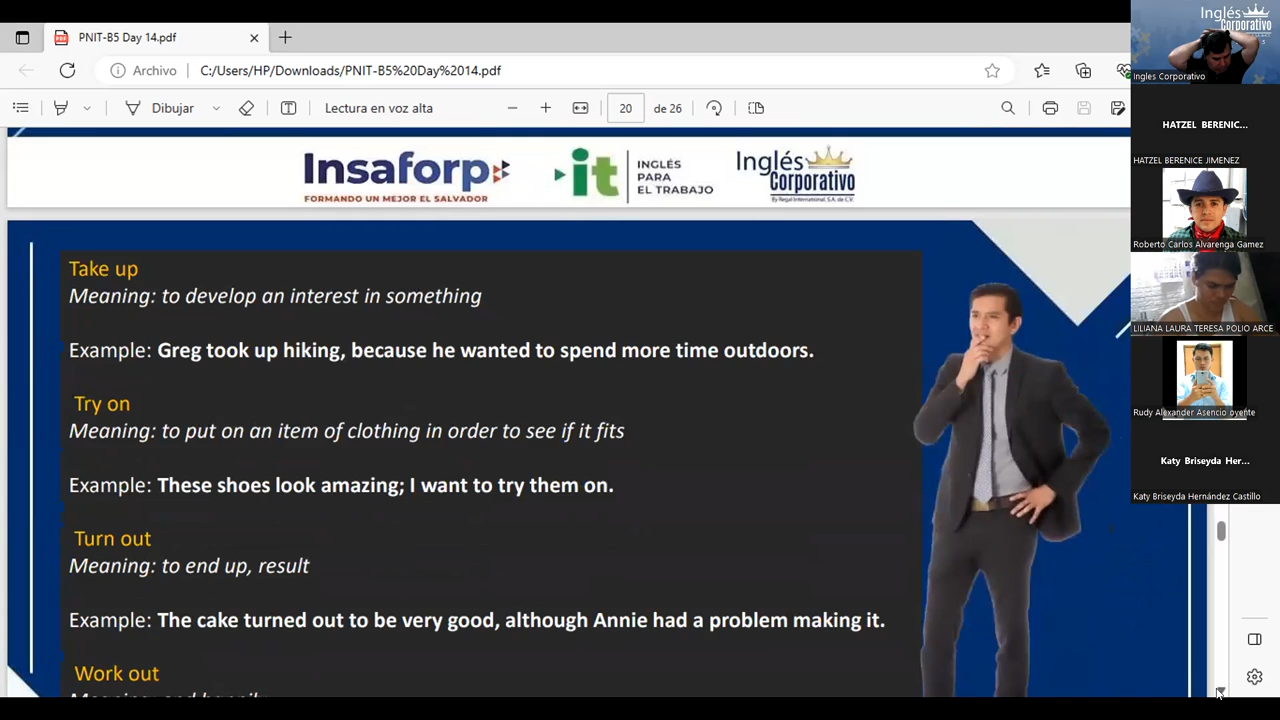 PNIT-B5 Day 14.pdf
Archivo
C:/Users/HP/Downloads/PNIT-B5%20Day%2014.pdf
Dibujar
Lectura en voz alta
20
de 26
Insaforp
FORMANDO UN MEJOR EL SALVADOR
it
INGLÉS
PARA
EL TRABAJO
Inglés
Corporativo
By Regal International, S.A. de C.V.
Take up
Meaning: to develop an interest in something
Example: Greg took up hiking, because he wanted to spend more time outdoors.
Try on
Meaning: to put on an item of clothing in order to see if it fits
Example: These shoes look amazing; I want to try them on.
Turn out
Meaning: to end up, result
Example: The cake turned out to be very good, although Annie had a problem making it.
Work out
Meaning: end happily
Inglés
Corporativo
Ingles Corporativo
HATZEL BERENIC...
HATZEL BERENICE JIMENEZ
Roberto Carlos Alvarenga Gamez
LILIANA LAURA TERESA POLIO ARCE
Rudy Alexander Asencio oyente
Katy Briseyda Her...
Katy Briseyda Hernández Castillo